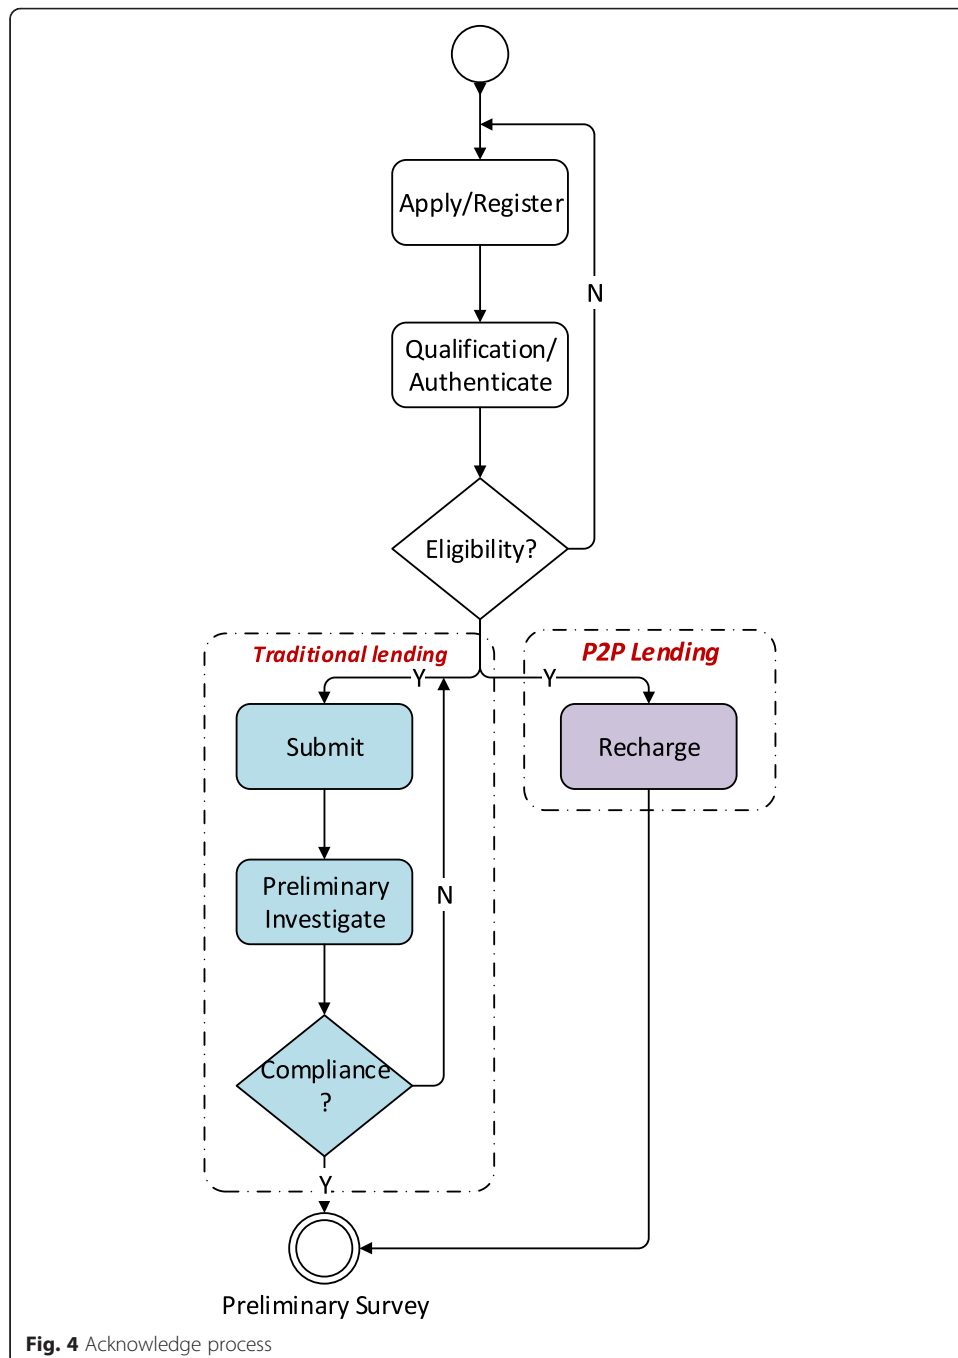 Apply/Register
N
Qualification/
Authenticate
Eligibility?
Traditional lending
P2P Lending
Y
Y
Submit
Recharge
Preliminary
Investigate
N
Compliance
?
Y
Preliminary Survey
Fig. 4 Acknowledge process